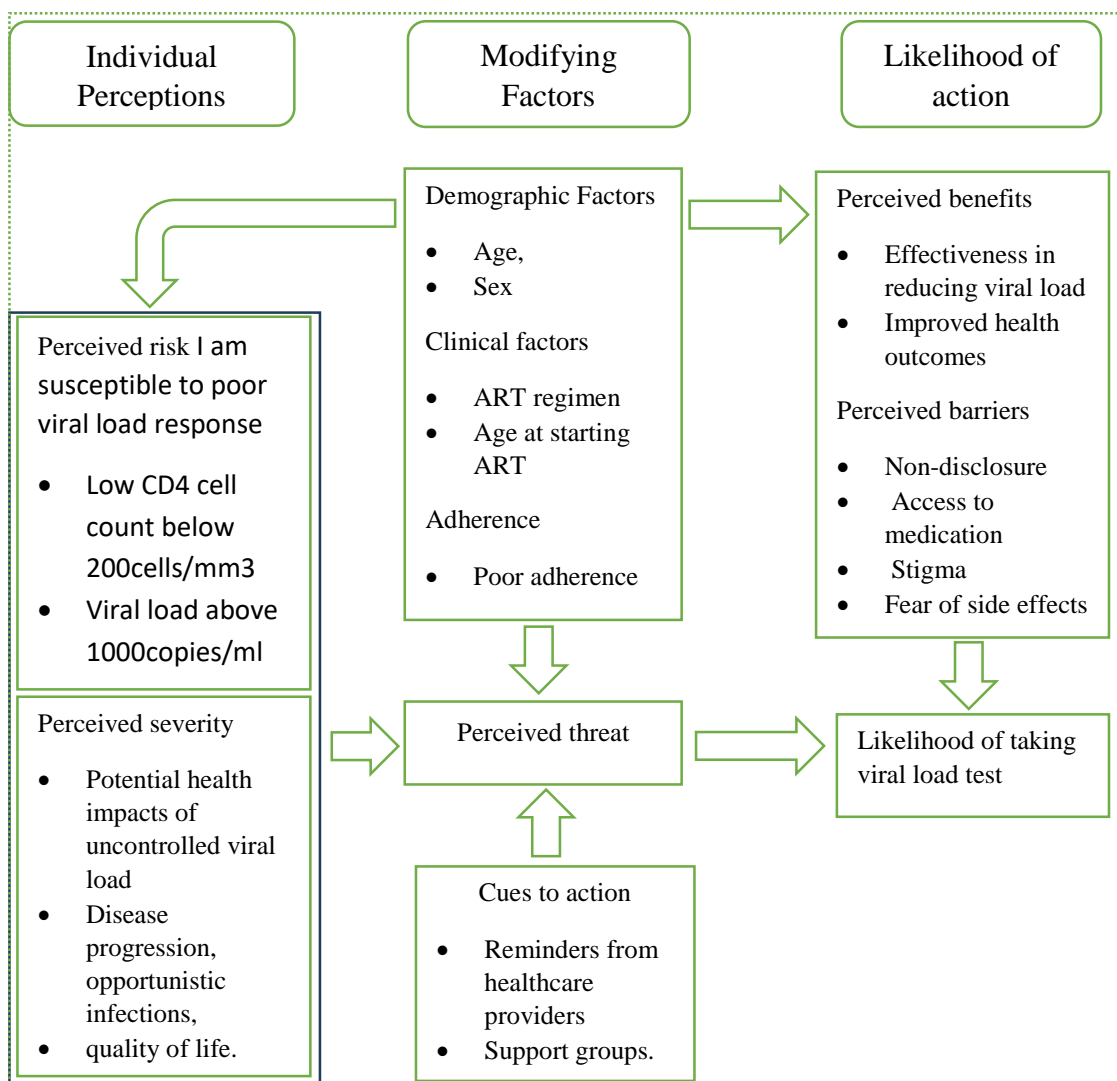 Individual
Perceptions
Modifying
Factors
Likelihood of
action
Demographic Factors
• Age,
• Sex
Clinical factors
• ART regimen
• Age at starting
ART
Adherence
• Poor adherence
Perceived benefits
• Effectiveness in
reducing viral load
• Improved health
outcomes
Perceived barriers
• Non-disclosure
• Access to
medication
• Stigma
• Fear of side effects
Perceived risk I am
susceptible to poor
viral load response
• Low CD4 cell
count below
200cells/mm3
• Viral load above
1000copies/ml
Perceived severity
• Potential health
impacts of
uncontrolled viral
load
• Disease
progression,
opportunistic
infections,
• quality of life.
Perceived threat
Likelihood of taking
viral load test
Cues to action
• Reminders from
healthcare
providers
• Support groups.